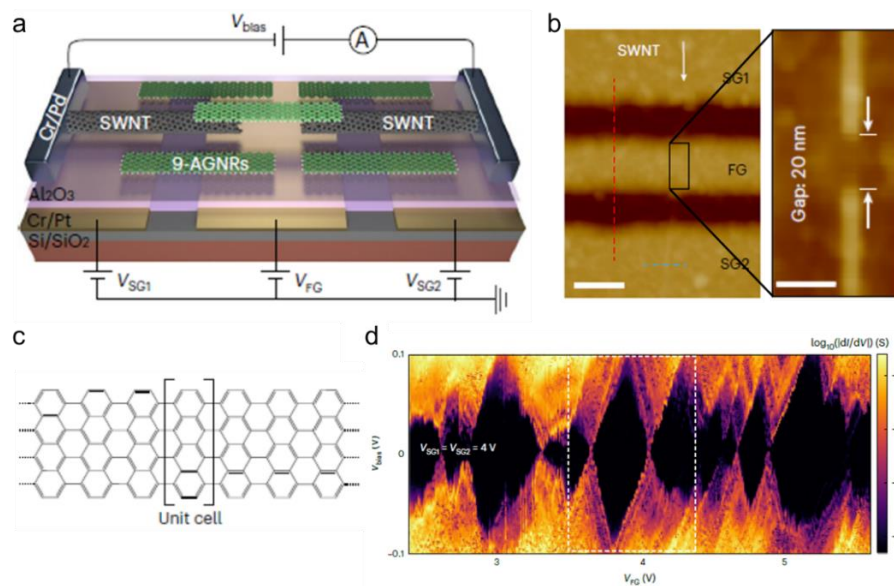 a
V_bias
A
Cr/Pd
SWNT
SWNT
9-AGNRs
Al₂O₃
Cr/Pt
Si/SiO₂
V_SG1
V_FG
V_SG2
b
SWNT
SG1
FG
SG2
Gap: 20 nm
c
Unit cell
d
log₁₀(|dI/dV|) (S)
0.1
V_bias (V)
0
−0.1
V_SG1 = V_SG2 = 4 V
3
4
5
V_FG (V)